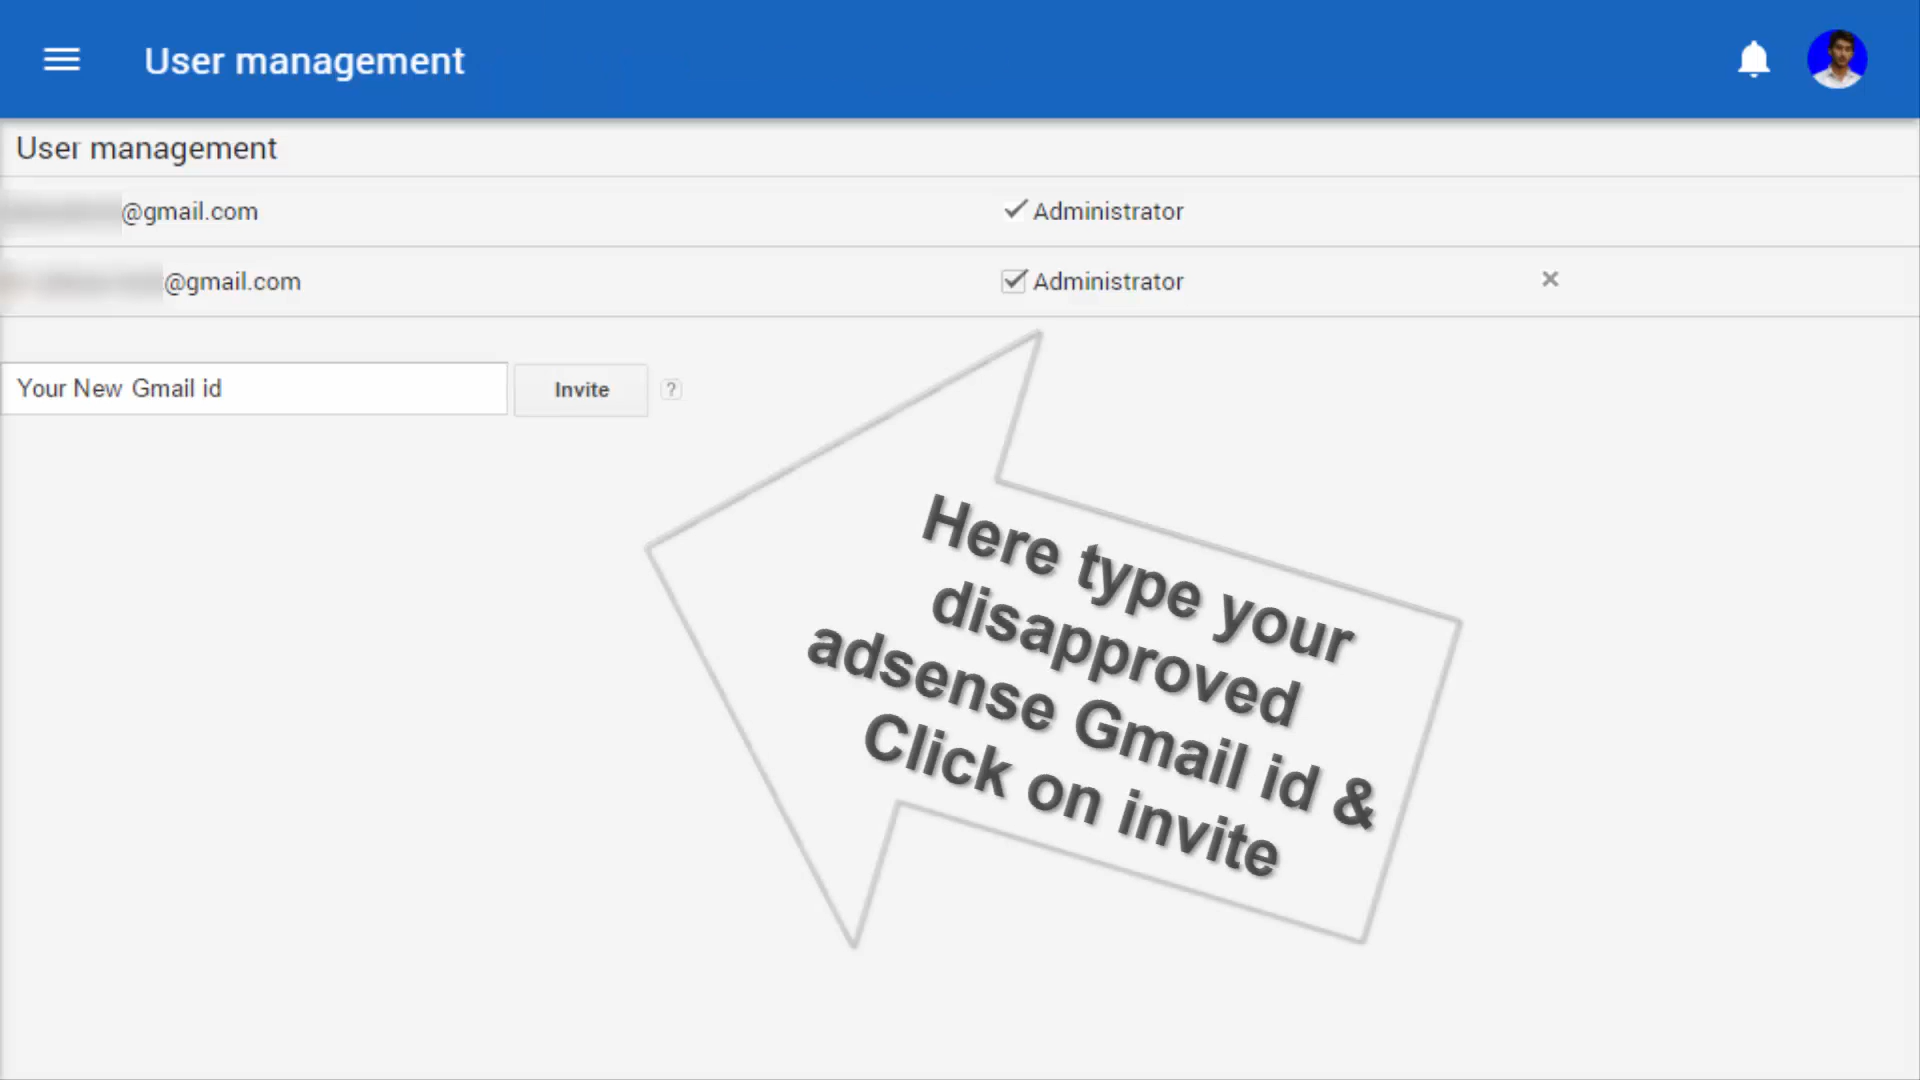 User management
User management
@gmail.com
Administrator
@gmail.com
Administrator
Your New Gmail id
Invite
?
Here type your
disapproved
adsense Gmail id &
Click on invite